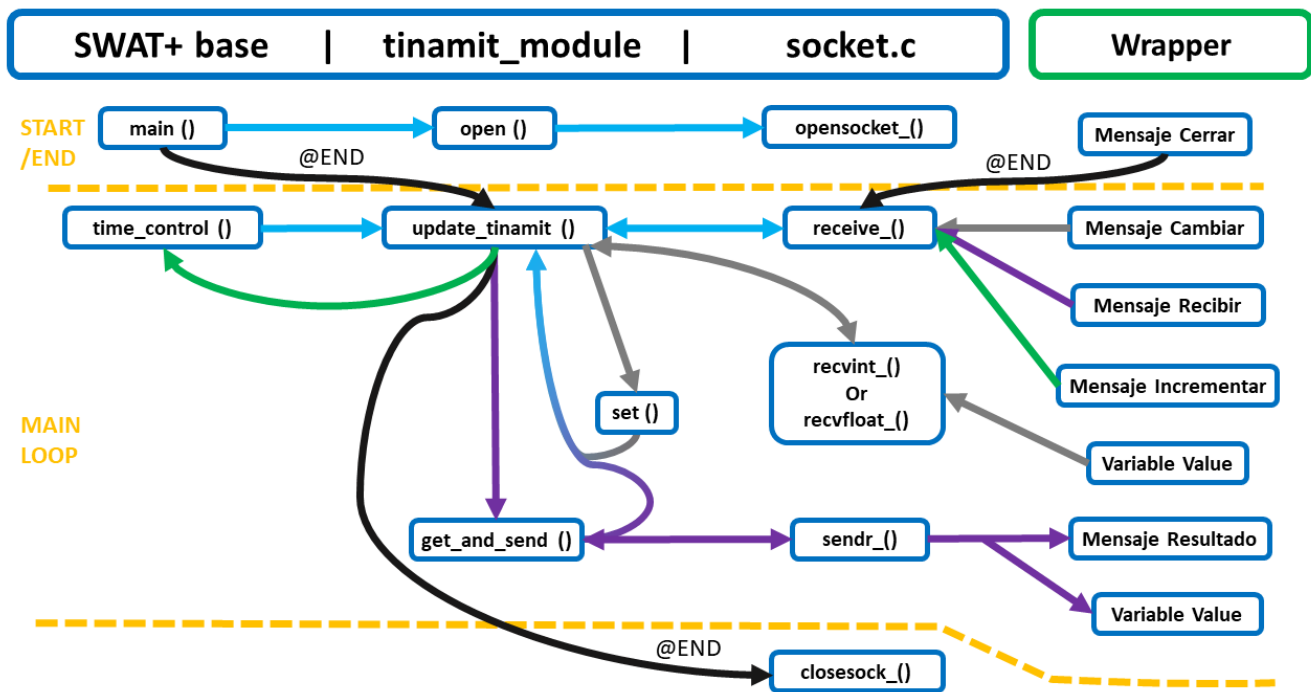 SWAT+ base | tinamit_module | socket.c
Wrapper
START
/END
main ()
open ()
opensocket_()
Mensaje Cerrar
@END
@END
time_control ()
update_tinamit ()
receive_()
Mensaje Cambiar
Mensaje Recibir
recvint_()
Or
recvfloat_()
Mensaje Incrementar
set ()
MAIN
LOOP
Variable Value
get_and_send ()
sendr_()
Mensaje Resultado
Variable Value
@END
closesock_()